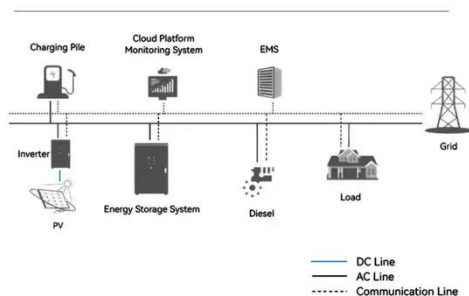 Charging Pile
Cloud Platform
Monitoring System
EMS
Inverter
Grid
Energy Storage System
Diesel
Load
PV
DC Line
AC Line
Communication Line